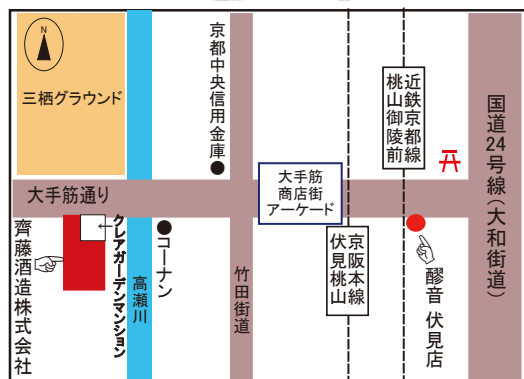 N
三栖グラウンド
京都中央信用金庫
近鉄京都線
桃山御陵前
国道24号線(大和街道)
大手筋通り
大手筋
商店街
アーケード
齊藤酒造株式会社
←
クレアガーデンマンション
高瀬川
コーナン
竹田街道
京阪本線
伏見桃山
醪音 伏見店